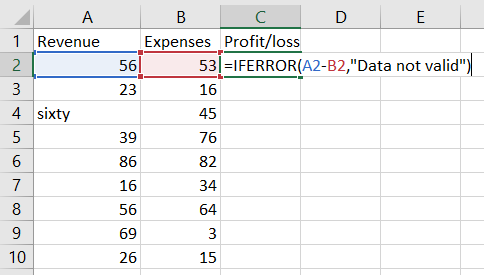 A B C D E
1 Revenue Expenses Profit/loss
2 56 53 =IFERROR(A2-B2,"Data not valid")
3 23 16
4 sixty 45
5 39 76
6 86 82
7 16 34
8 56 64
9 69 3
10 26 15